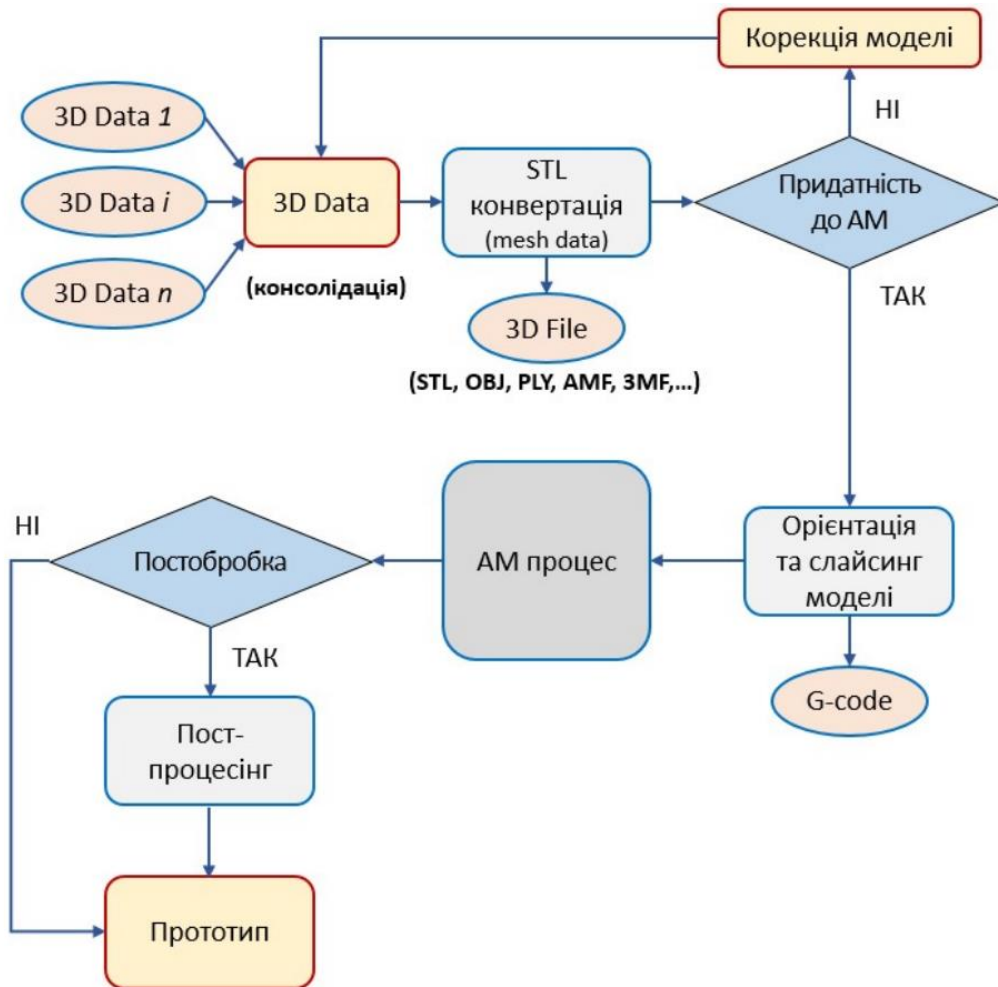 Корекція моделі
НІ
3D Data 1
3D Data i
3D Data n
3D Data
(консолідація)
STL
конвертація
(mesh data)
Придатність
до АМ
ТАК
3D File
(STL, OBJ, PLY, AMF, 3MF,...)
НІ
Постобробка
АМ процес
Орієнтація
та слайсинг
моделі
ТАК
G-code
Пост-
процесінг
Прототип